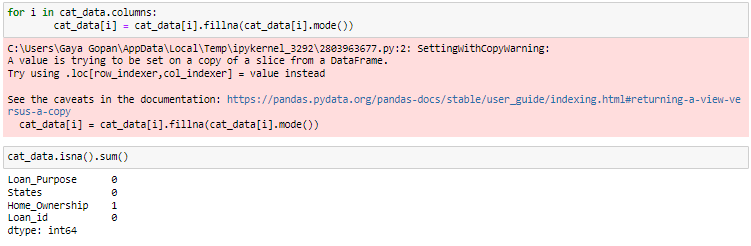 for i in cat_data.columns:
cat_data[i] = cat_data[i].fillna(cat_data[i].mode())
C:\Users\Gaya Gopan\AppData\Local\Temp\ipykernel_3292\2803963677.py:2: SettingWithCopyWarning:
A value is trying to be set on a copy of a slice from a DataFrame.
Try using .loc[row_indexer,col_indexer] = value instead
See the caveats in the documentation: https://pandas.pydata.org/pandas-docs/stable/user_guide/indexing.html#returning-a-view-ve
rsus-a-copy
cat_data[i] = cat_data[i].fillna(cat_data[i].mode())
cat_data.isna().sum()
Loan_Purpose 0
States 0
Home_Ownership 1
Loan_id 0
dtype: int64